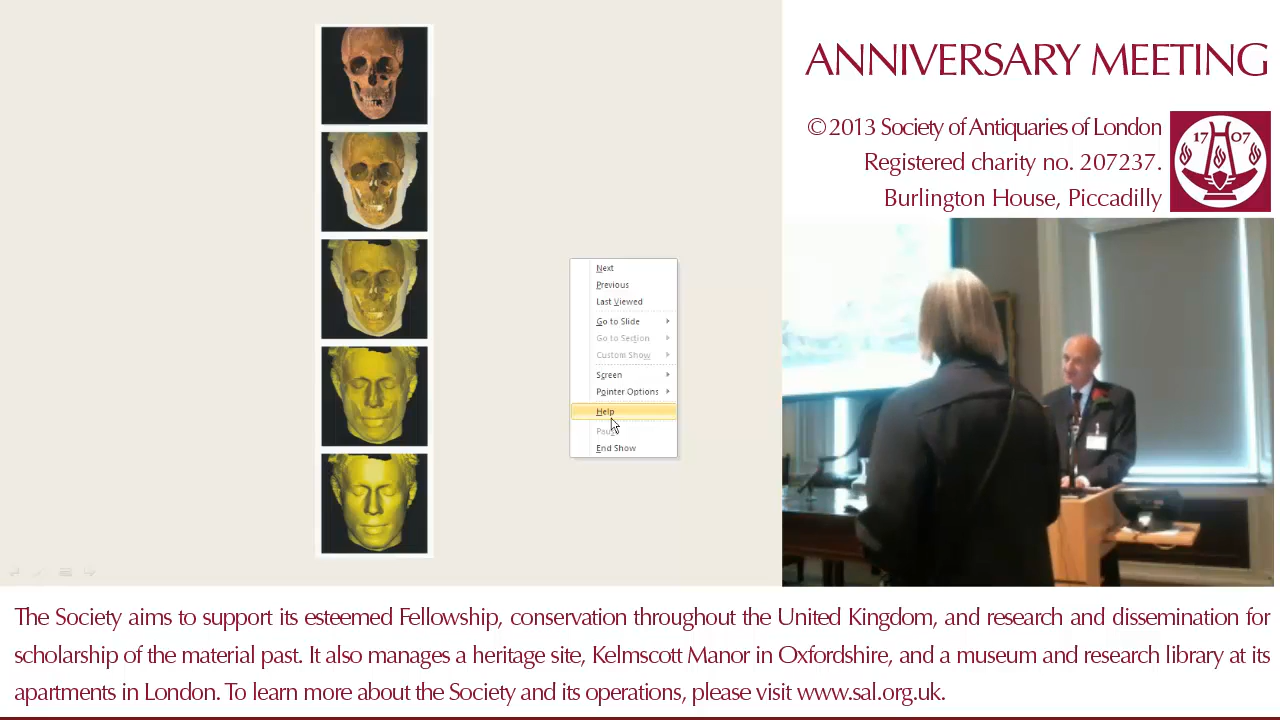 ANNIVERSARY MEETING
© 2013 Society of Antiquaries of London
Registered charity no. 207237.
Burlington House, Piccadilly
17 07
Next
Previous
Last Viewed
Go to Slide
Go to Section
Custom Show
Screen
Pointer Options
Help
End Show
The Society aims to support its esteemed Fellowship, conservation throughout the United Kingdom, and research and dissemination for
scholarship of the material past. It also manages a heritage site, Kelmscott Manor in Oxfordshire, and a museum and research library at its
apartments in London. To learn more about the Society and its operations, please visit www.sal.org.uk.